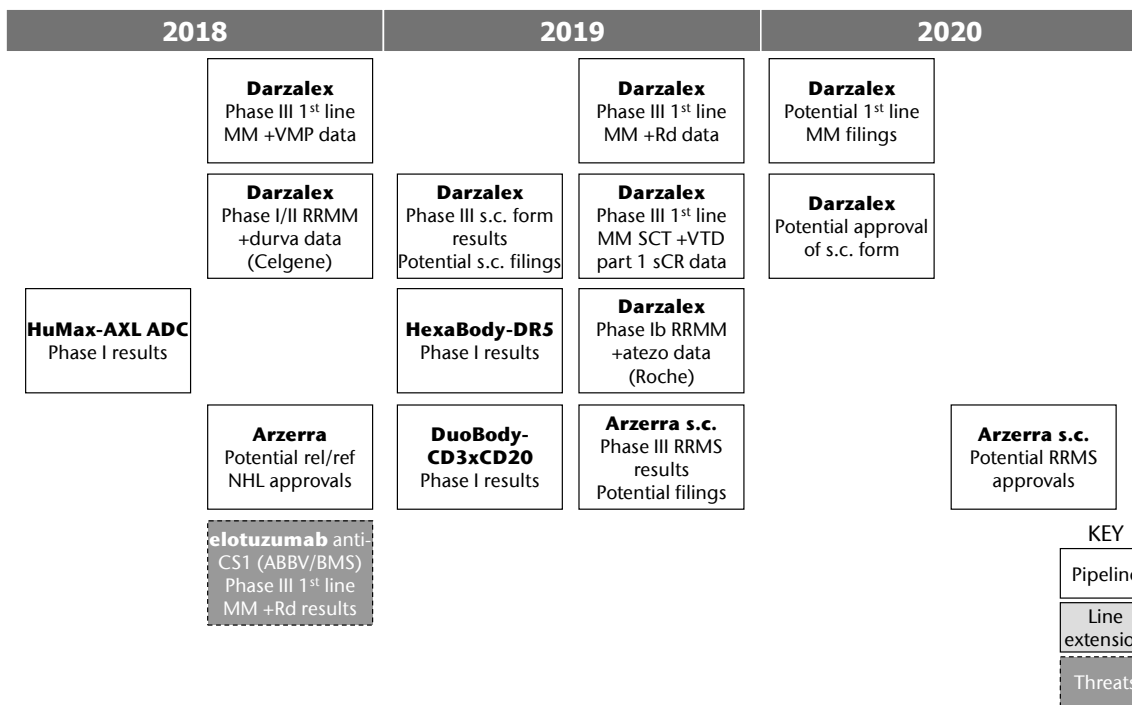 2018
2019
2020
Darzalex
Phase III 1st line
MM +VMP data
Darzalex
Phase III 1st line
MM +Rd data
Darzalex
Potential 1st line
MM filings
Darzalex
Phase I/II RRMM
+durva data
(Celgene)
Darzalex
Phase III s.c. form
results
Potential s.c. filings
Darzalex
Phase III 1st line
MM SCT +VTD
part 1 sCR data
Darzalex
Potential approval
of s.c. form
HuMax-AXL ADC
Phase I results
HexaBody-DR5
Phase I results
Darzalex
Phase Ib RRMM
+atezo data
(Roche)
Arzerra
Potential rel/ref
NHL approvals
DuoBody-
CD3xCD20
Phase I results
Arzerra s.c.
Phase III RRMS
results
Potential filings
Arzerra s.c.
Potential RRMS
approvals
elotuzumab anti-
CS1 (ABBV/BMS)
Phase III 1st line
MM +Rd results
KEY
Pipelin
Line
extensio
Threats